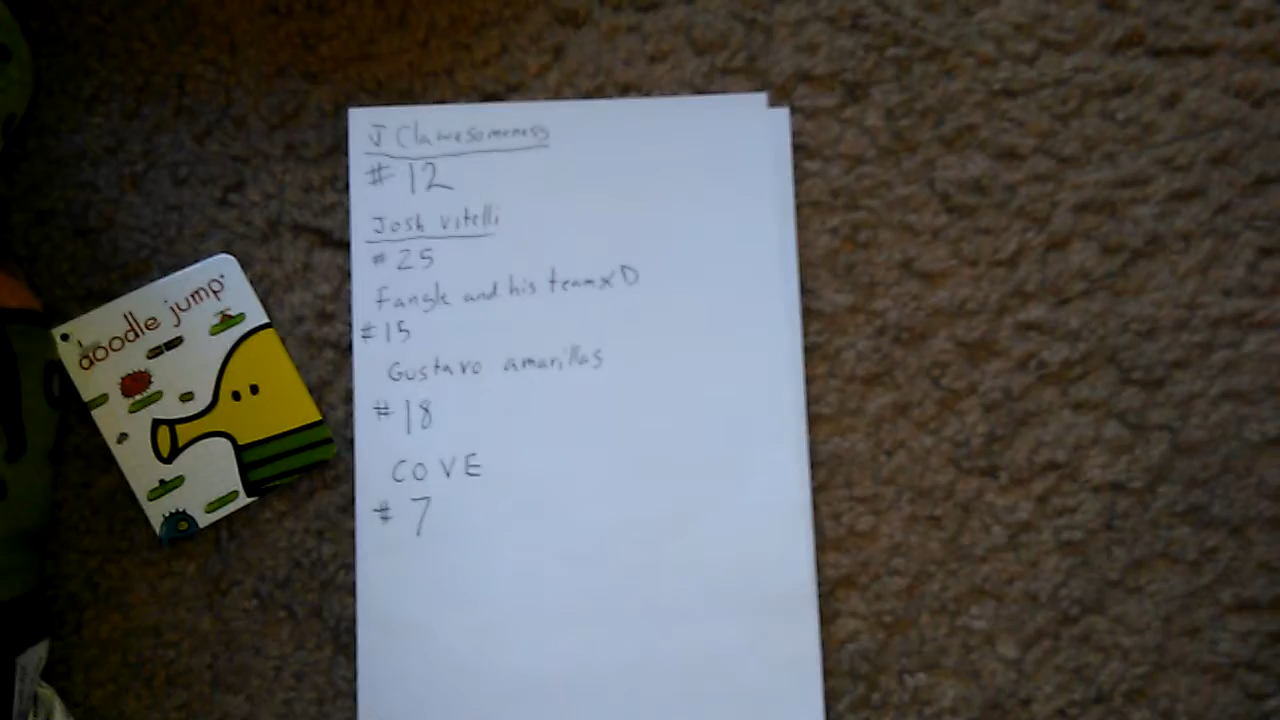 J Clawesomeness
#12
Josh Vitelli
#25
Fangle and his team xD
#15
Gustavo amarillas
#18
COVE
#7
doodle jump